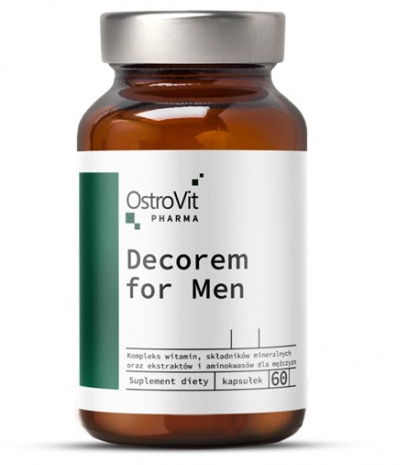 OstroVit
PHARMA
Decorem
for Men
Kompleks witamin, składników mineralnych
oraz ekstraktów i aminokwasów dla mężczyzn
Suplement diety kapsułek 60